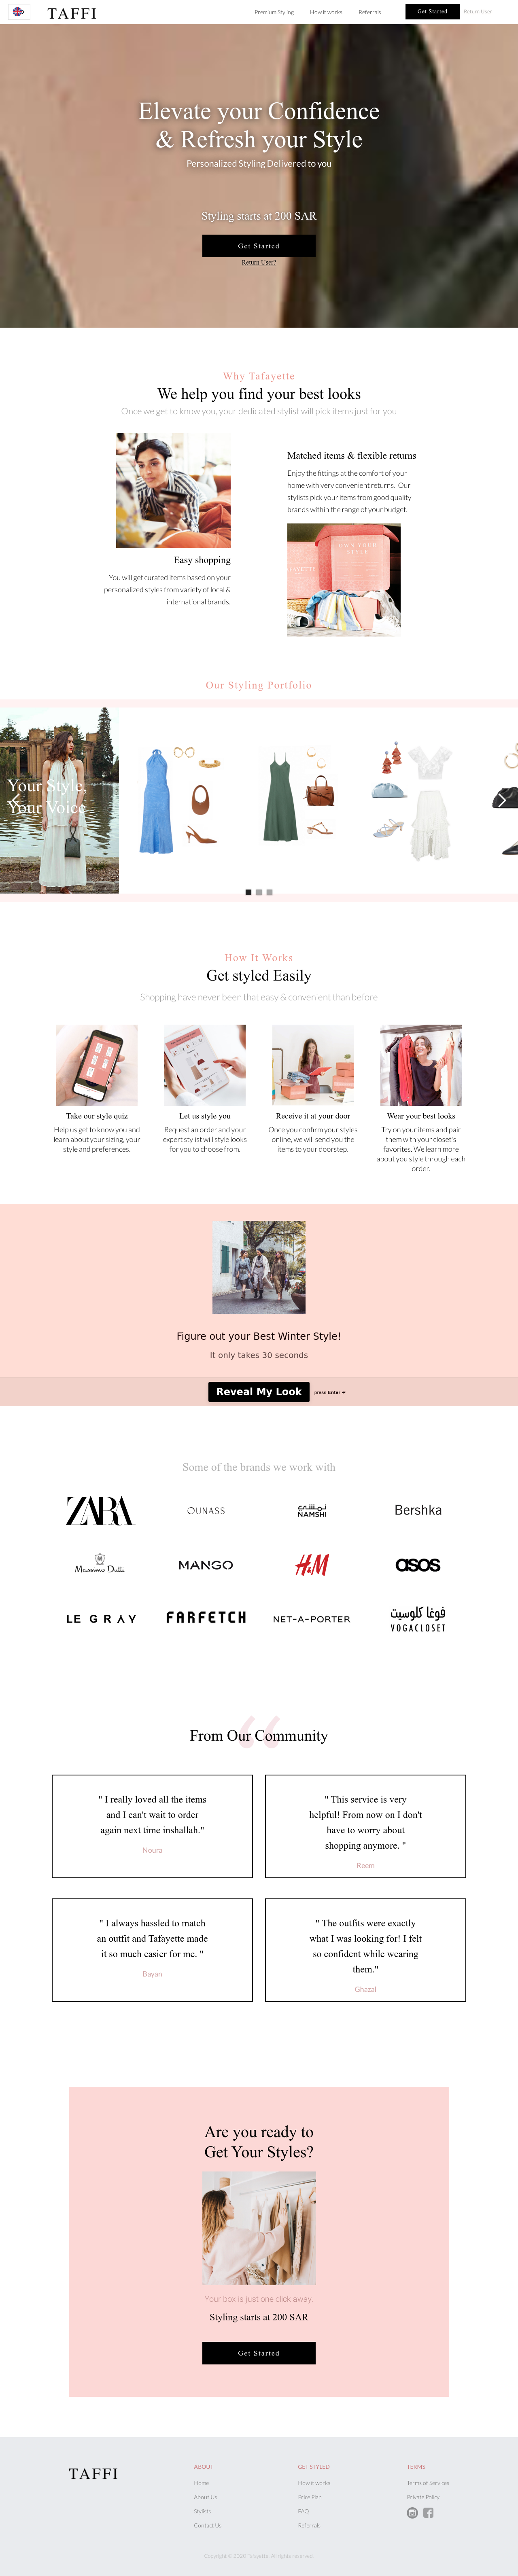 TAFFI
Premium Styling
How it works
Referrals
Get Started
Return User
Elevate your Confidence
& Refresh your Style
Personalized Styling Delivered to you
Styling starts at 200 SAR
Get Started
Return User?
Why Tafayette
We help you find your best looks
Once we get to know you, your dedicated stylist will pick items just for you
Easy shopping
You will get curated items based on your
personalized styles from variety of local &
international brands.
Matched items & flexible returns
Enjoy the fittings at the comfort of your
home with very convenient returns. Our
stylists pick your items from good quality
brands within the range of your budget.
OWN YOUR
STYLE
Our Styling Portfolio
Your Style,
Your Voice
How It Works
Get styled Easily
Shopping have never been that easy & convenient than before
Take our style quiz
Help us get to know you and
learn about your sizing, your
style and preferences.
Let us style you
Request an order and your
expert stylist will style looks
for you to choose from.
Receive it at your door
Once you confirm your styles
online, we will send you the
items to your doorstep.
Wear your best looks
Try on your items and pair
them with your closet's
favorites. We learn more
about you style through each
order.
Figure out your Best Winter Style!
It only takes 30 seconds
Reveal My Look
press Enter ↵
Some of the brands we work with
ZARA
OUNASS
نمشي
NAMSHI
Bershka
Massimo Dutti
MANGO
H&M
asos
LE GRAY
FARFETCH
NET-A-PORTER
فوغا كلوسيت
VOGACLOSET
“
From Our Community
" I really loved all the items
and I can't wait to order
again next time inshallah."
Noura
" This service is very
helpful! From now on I don't
have to worry about
shopping anymore. "
Reem
" I always hassled to match
an outfit and Tafayette made
it so much easier for me. "
Bayan
" The outfits were exactly
what I was looking for! I felt
so confident while wearing
them."
Ghazal
Are you ready to
Get Your Styles?
Your box is just one click away.
Styling starts at 200 SAR
Get Started
TAFFI
ABOUT
Home
About Us
Stylists
Contact Us
GET STYLED
How it works
Price Plan
FAQ
Referrals
TERMS
Terms of Services
Private Policy
Copyright © 2020 Tafayette. All rights reserved.